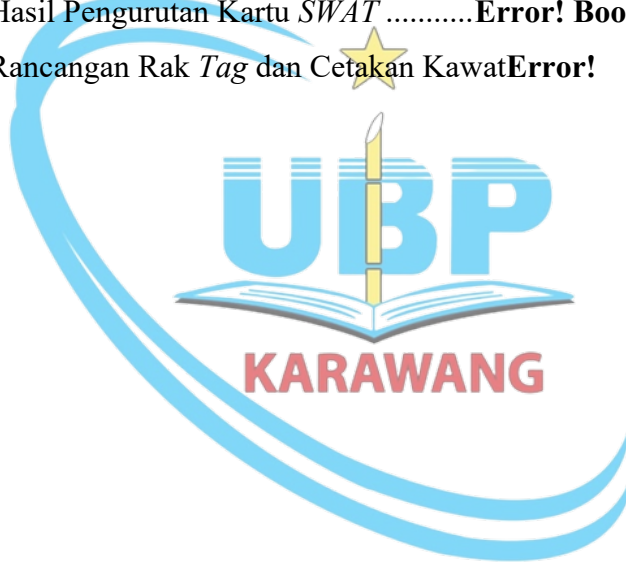 Hasil Pengurutan Kartu SWAT ...........Error! Boo
Rancangan Rak Tag dan Cetakan KawatError!
UBP
KARAWANG